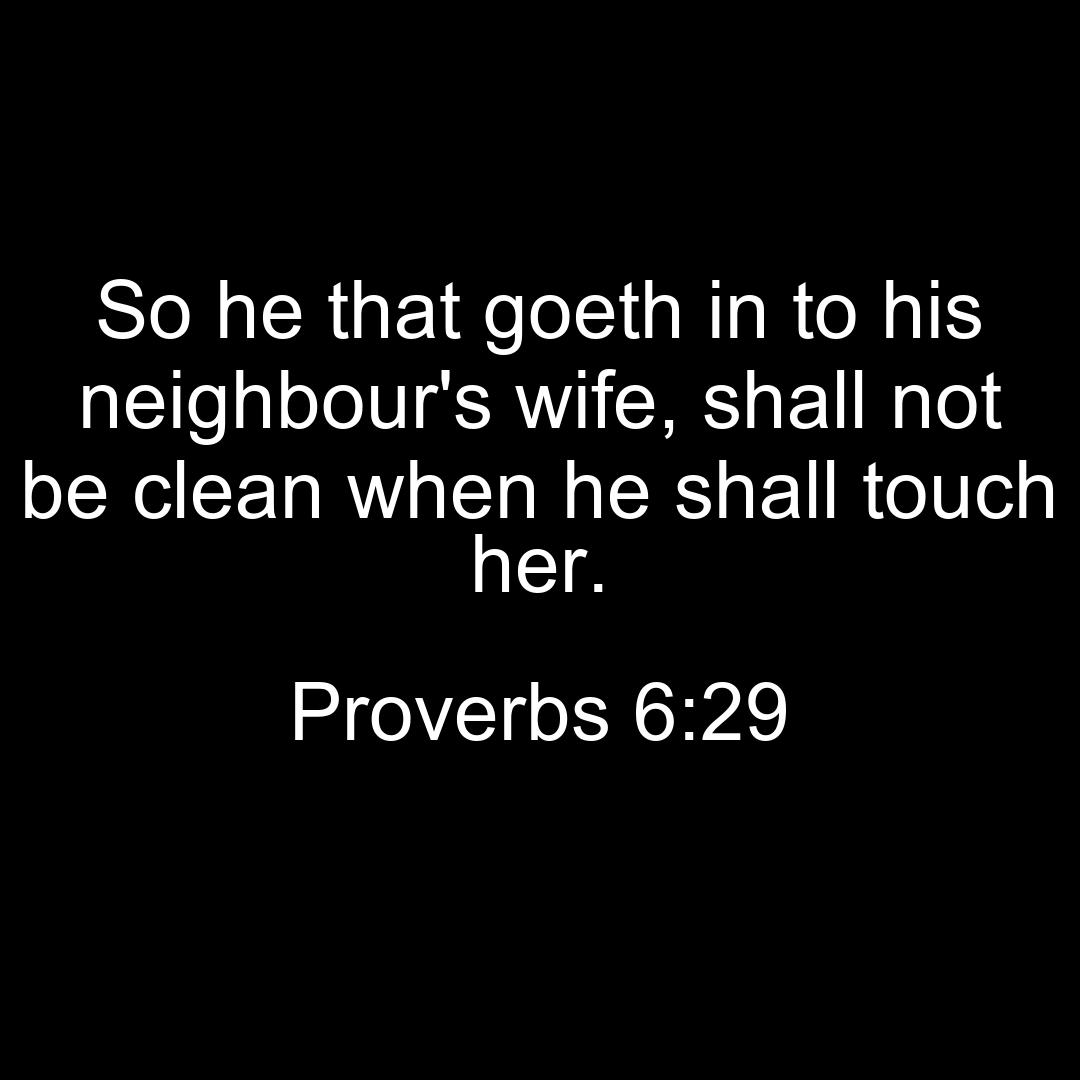 So he that goeth in to his
neighbour's wife, shall not
be clean when he shall touch
her.
Proverbs 6:29